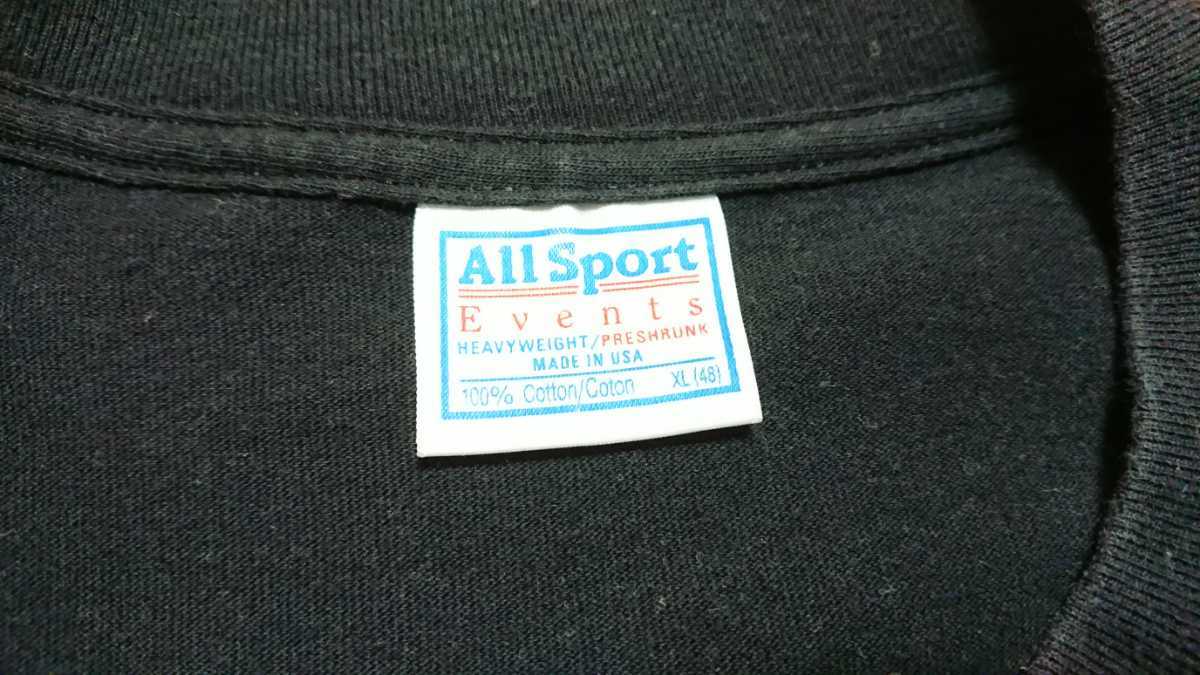 All Sport
Events
HEAVYWEIGHT/PRESHRUNK
MADE IN USA
100% Cotton/Coton XL (48)